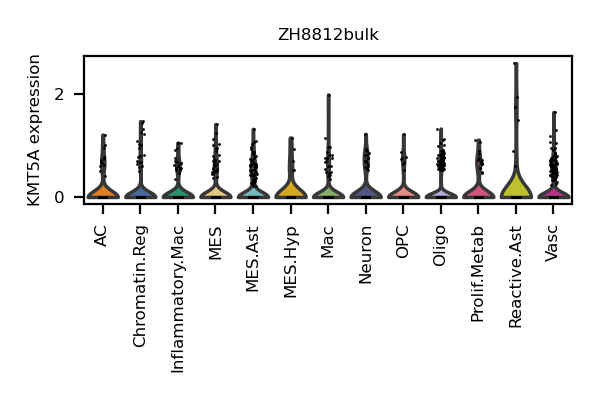 ZH8812bulk
KMT5A expression
2
0
AC
Chromatin.Reg
Inflammatory.Mac
MES
MES.Ast
MES.Hyp
Mac
Neuron
OPC
Oligo
Prolif.Metab
Reactive.Ast
Vasc